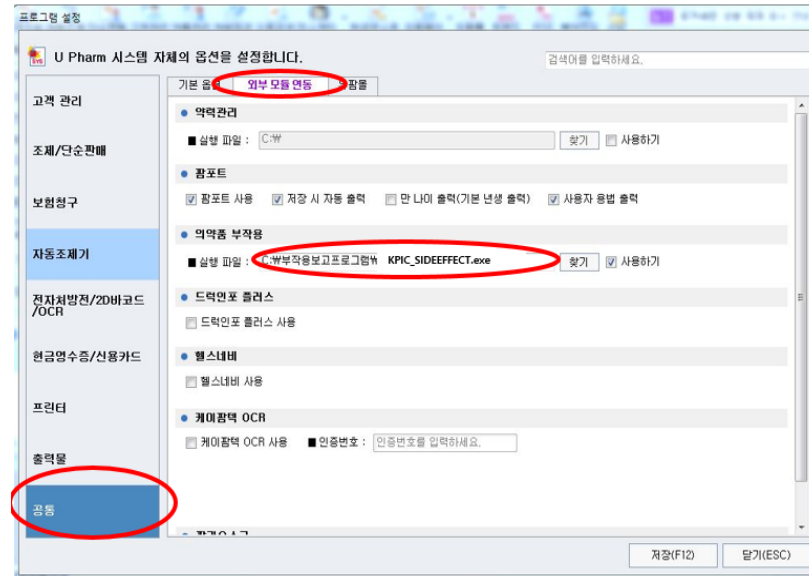 프로그램 설정
U Pharm 시스템 자체의 옵션을 설정합니다.
검색어를 입력하세요.
기본 옵션 외부 모듈 연동 팜몰
고객 관리
조제/단순판매
보험청구
자동조제기
전자처방전/2D바코드
/OCR
현금영수증/신용카드
프린터
출력물
공통
약력관리
실행 파일 : C:₩ 찾기 사용하기
팜포트
팜포트 사용 저장 시 자동 출력 만 나이 출력(기본 년생 출력) 사용자 용법 출력
의약품 부작용
실행 파일 : C:₩부작용보고프로그램₩ KPIC_SIDEEFFECT.exe 찾기 사용하기
드럭인포 플러스
드럭인포 플러스 사용
헬스네비
헬스네비 사용
케이팜텍 OCR
케이팜텍 OCR 사용 인증번호 : 인증번호를 입력하세요.
저장(F12) 닫기(ESC)